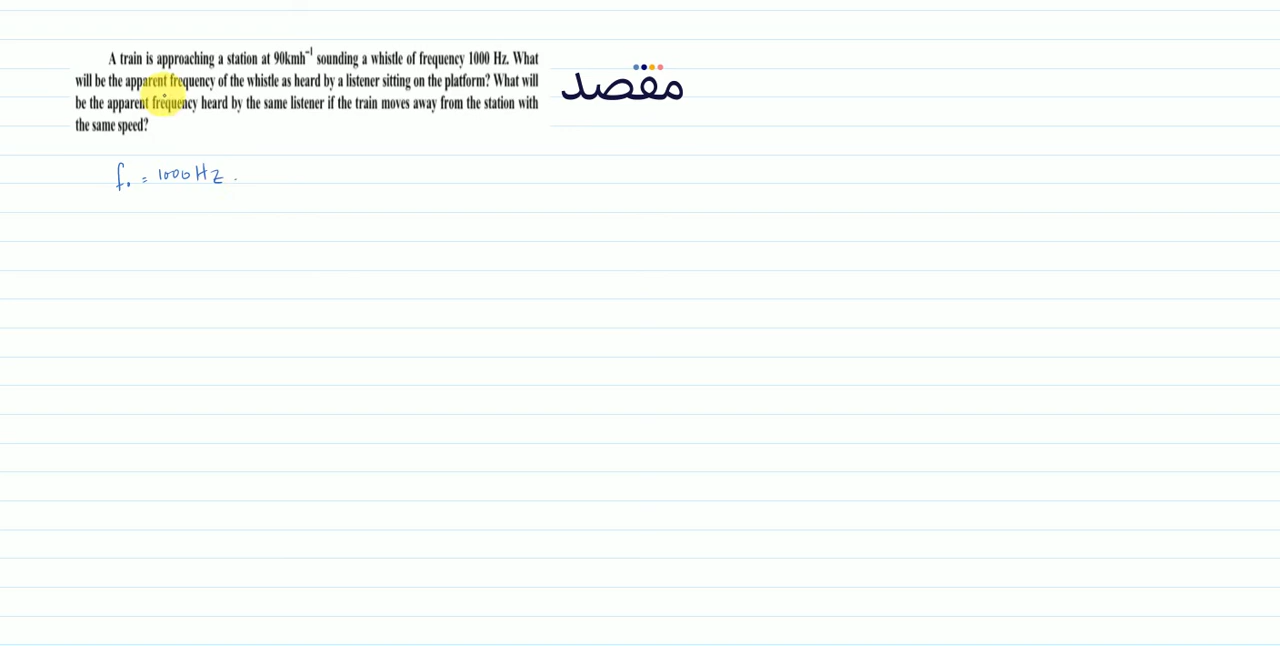 A train is approaching a station at 90kmh⁻¹ sounding a whistle of frequency 1000 Hz. What
will be the apparent frequency of the whistle as heard by a listener sitting on the platform? What will
be the apparent frequency heard by the same listener if the train moves away from the station with
the same speed?
مقصد
f₀ = 1000 Hz.